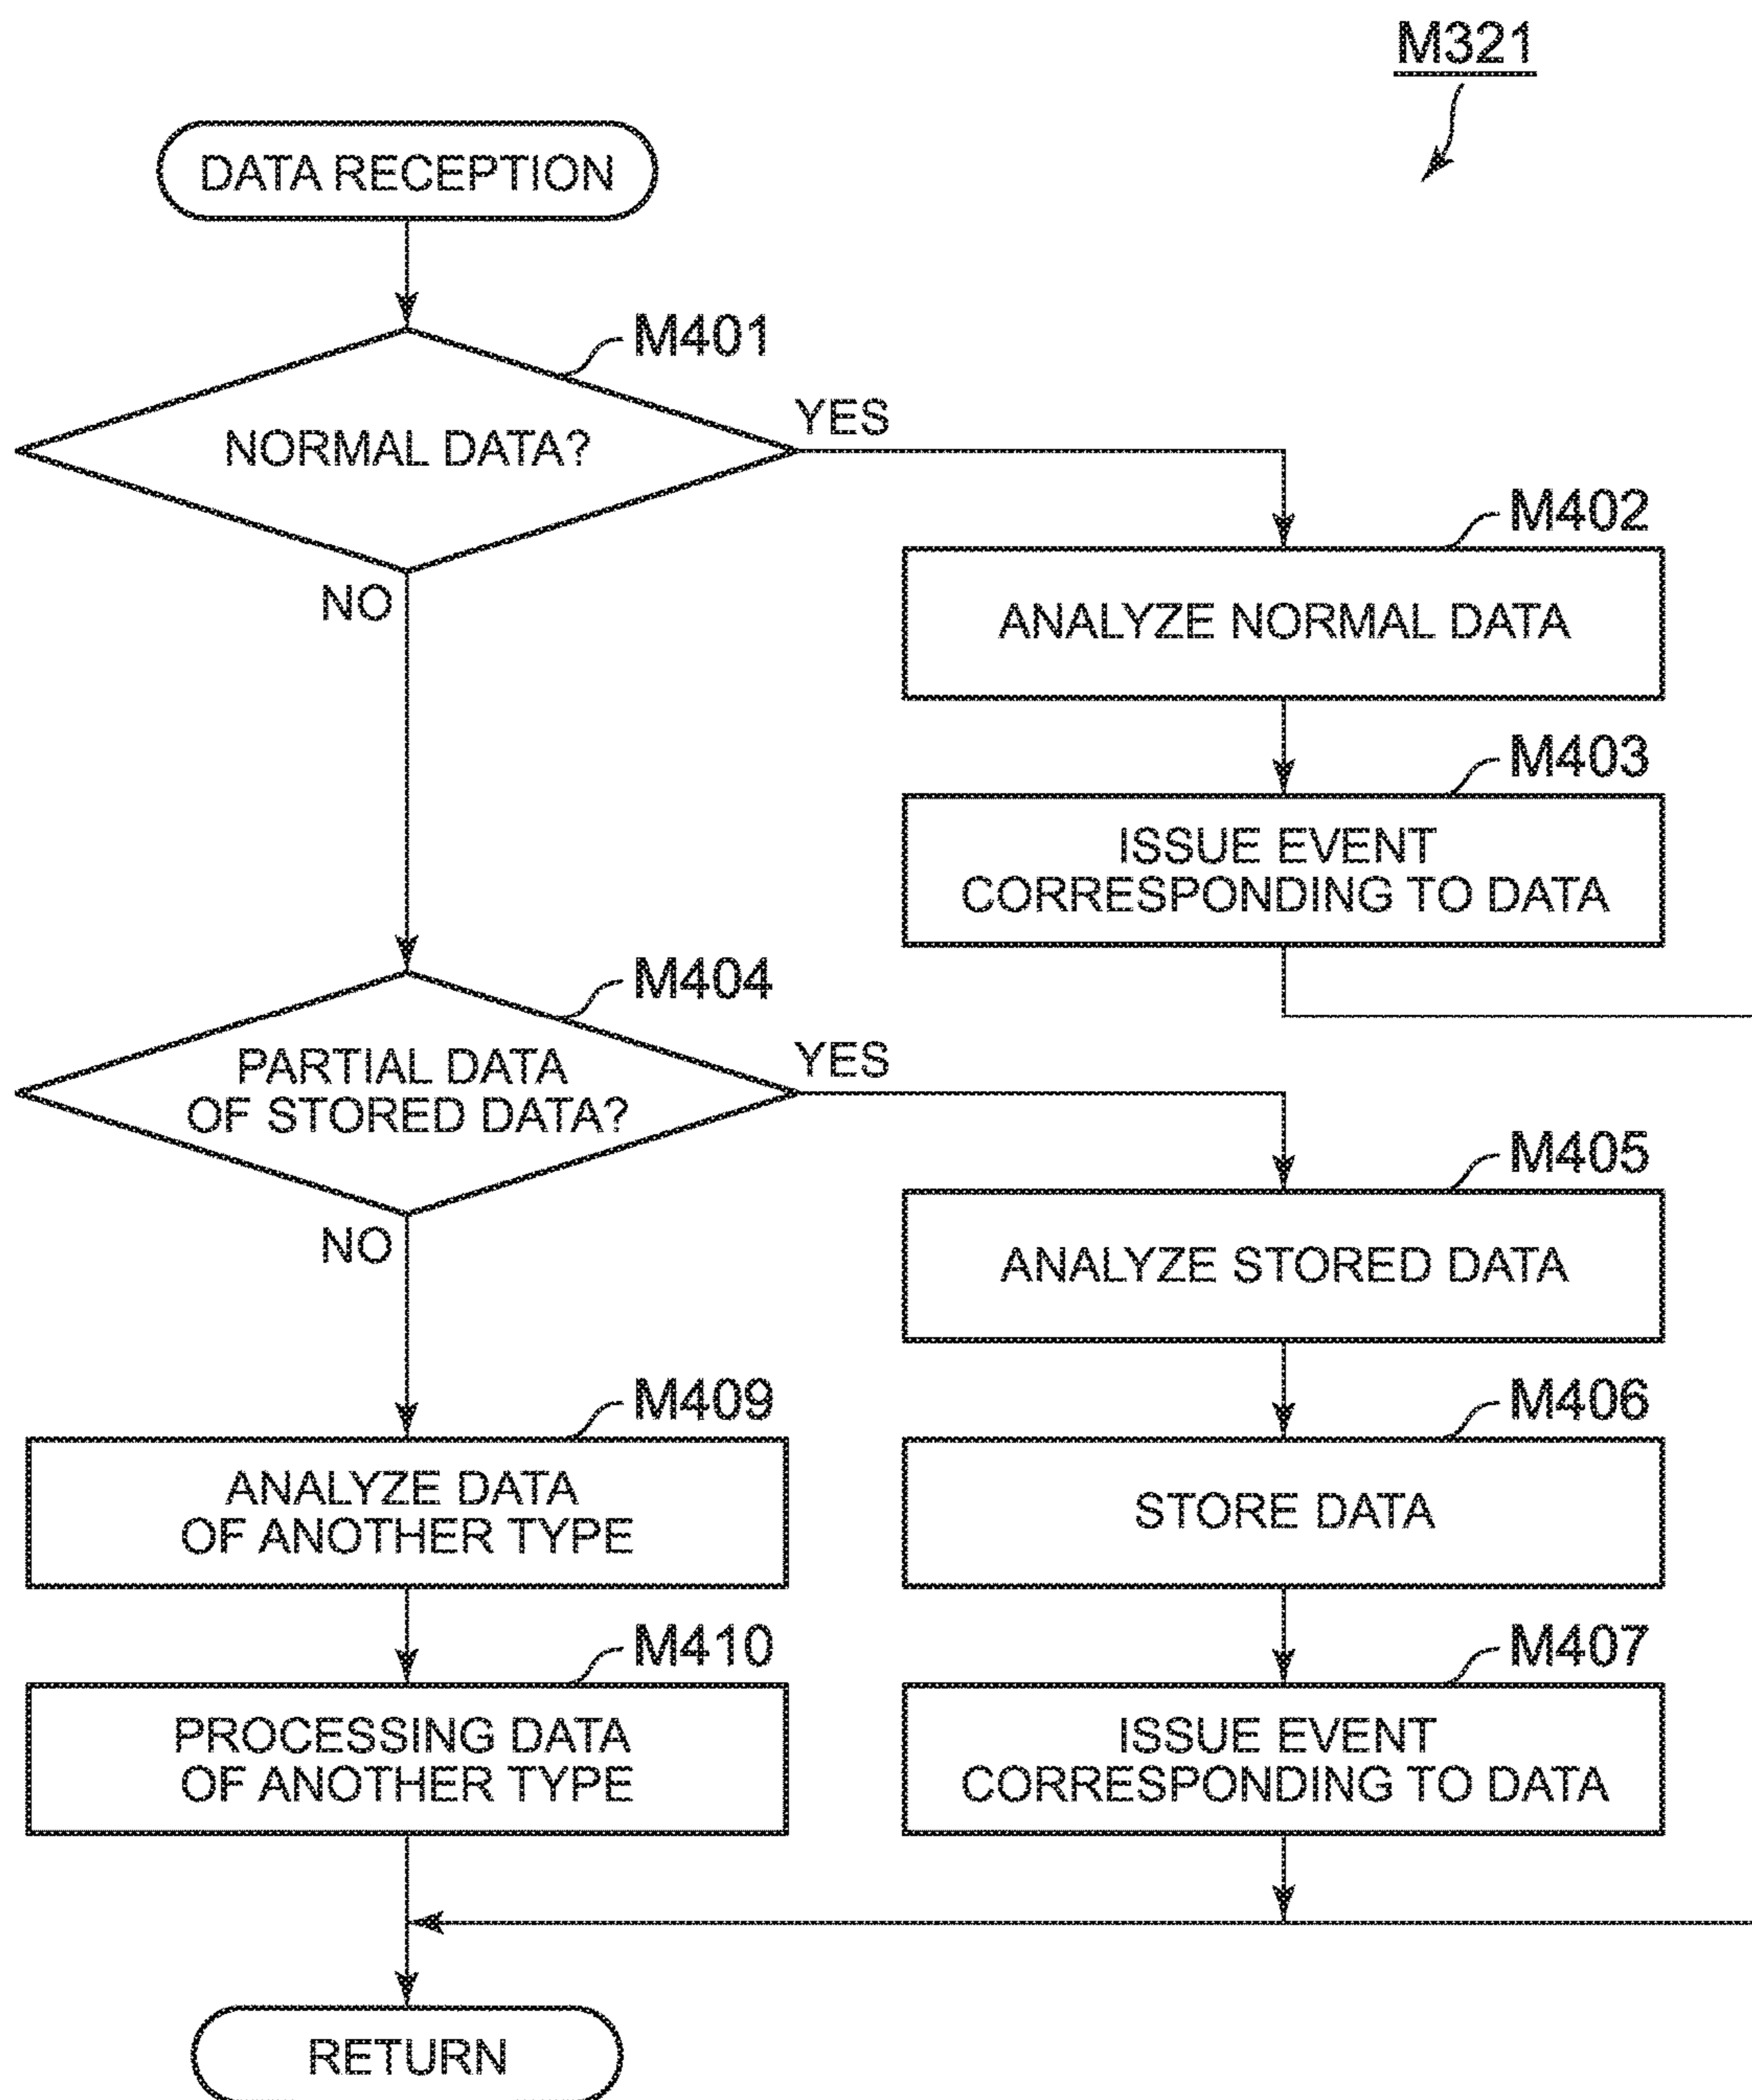 M321
DATA RECEPTION
M401
NORMAL DATA?
YES
NO
M402
ANALYZE NORMAL DATA
M403
ISSUE EVENT
CORRESPONDING TO DATA
M404
PARTIAL DATA
OF STORED DATA?
YES
NO
M405
ANALYZE STORED DATA
M409
ANALYZE DATA
OF ANOTHER TYPE
M406
STORE DATA
M410
PROCESSING DATA
OF ANOTHER TYPE
M407
ISSUE EVENT
CORRESPONDING TO DATA
RETURN